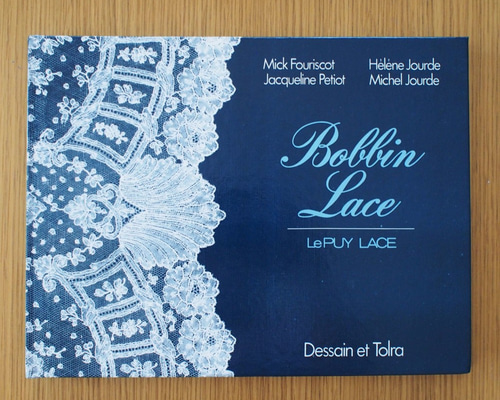 Mick Fouriscot Hélène Jourde
Jacqueline Petiot Michel Jourde
Bobbin
Lace
Le PUY LACE
Dessain et Tolra